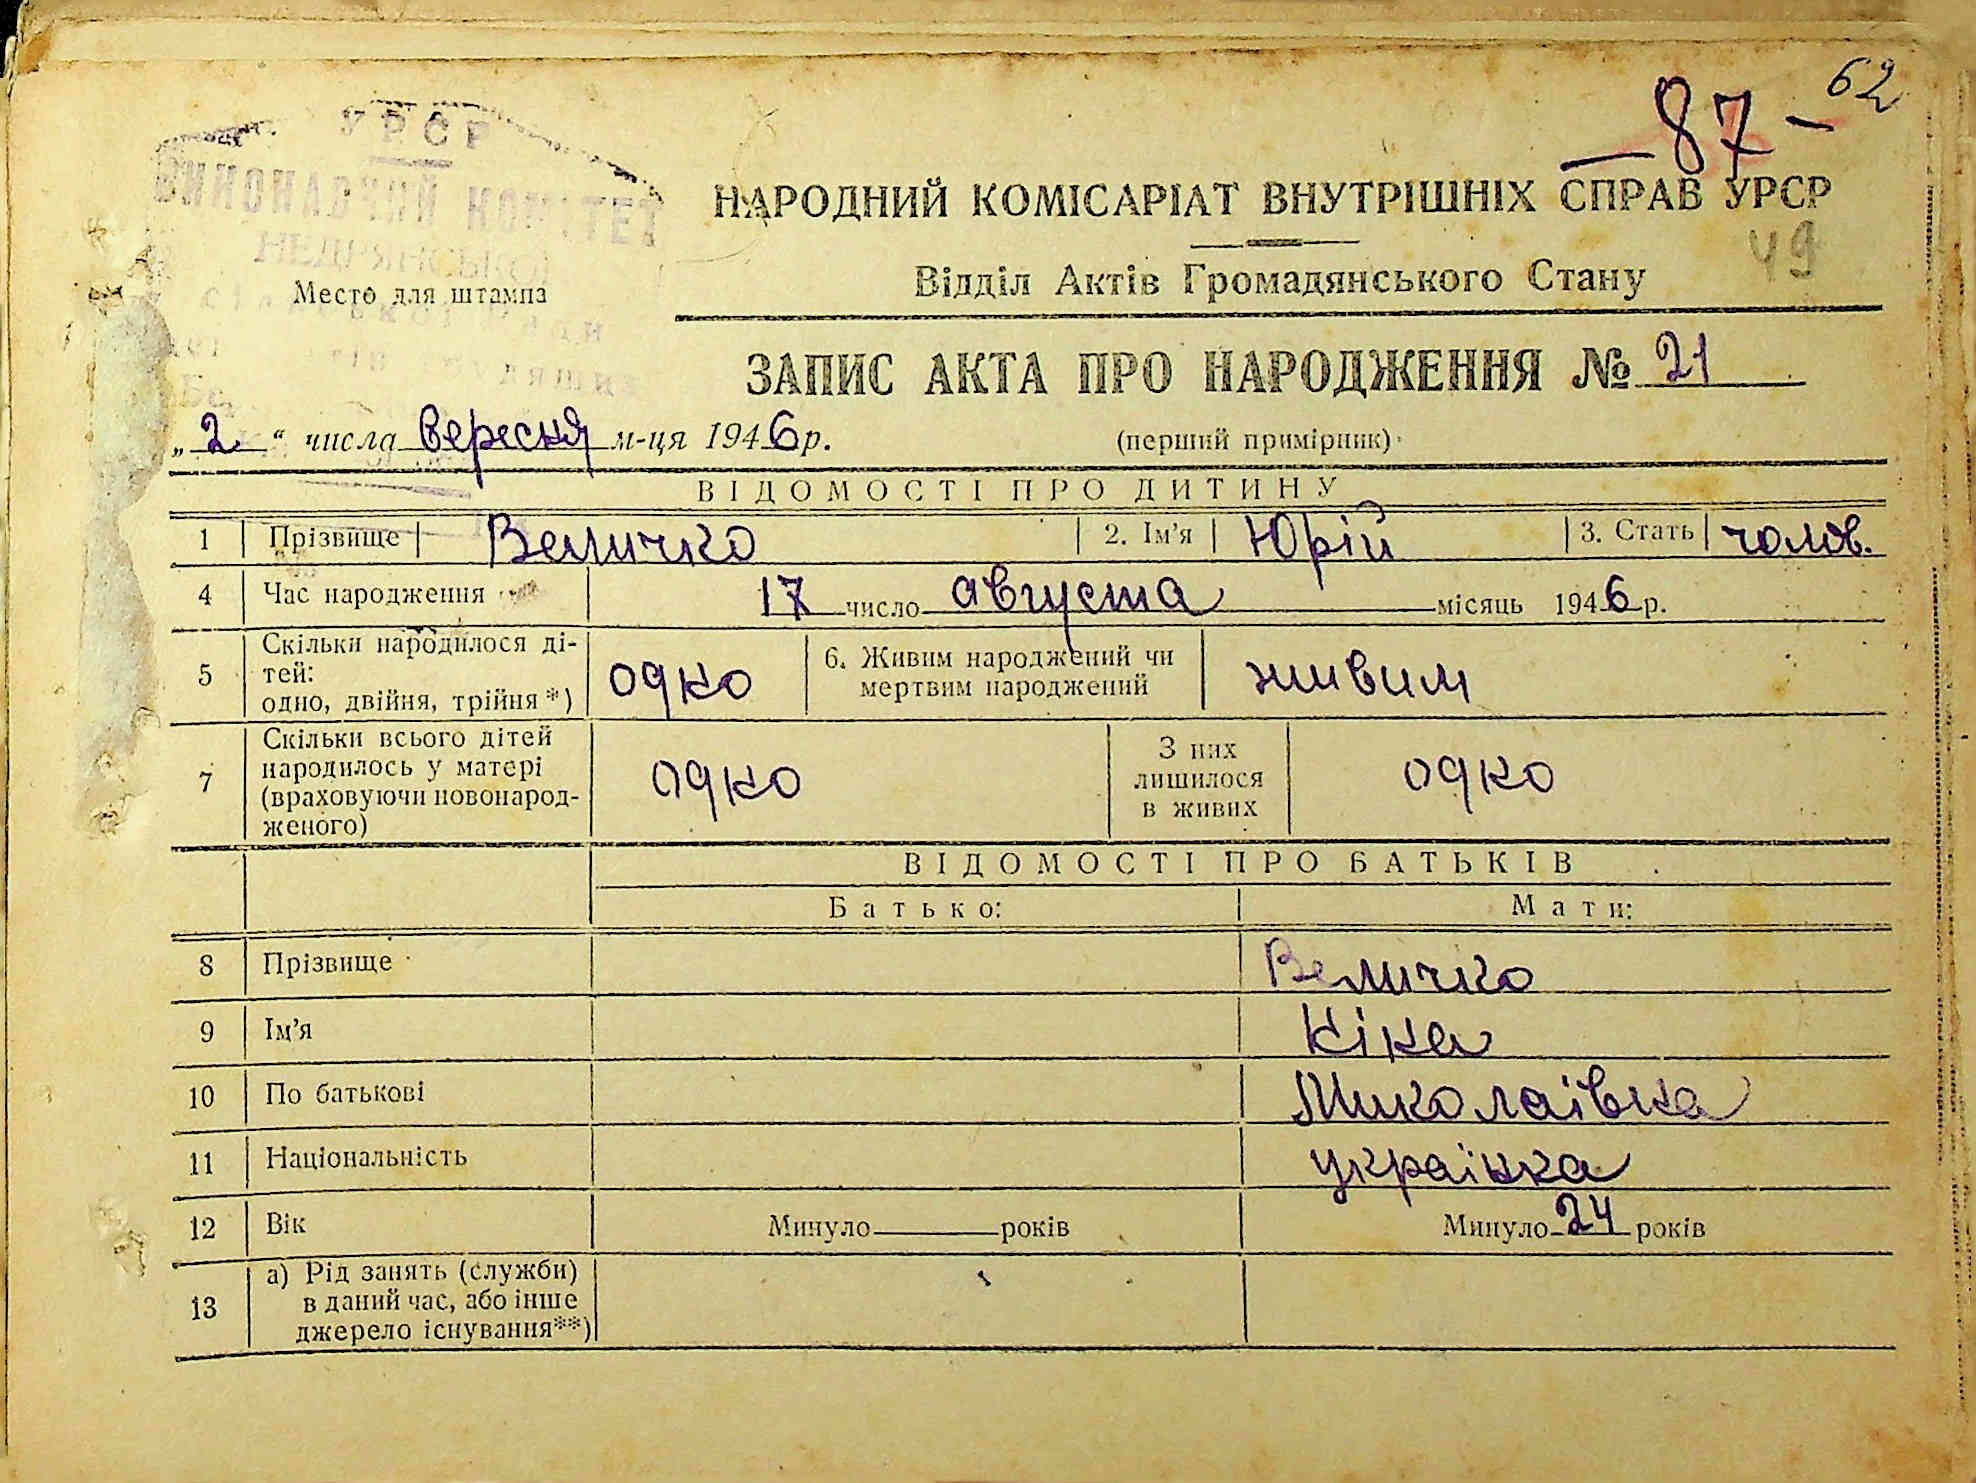 62
— 87 —
УРСР
ВИКОНАВЧИЙ КОМІТЕТ
НАРОДНИЙ КОМІСАРІАТ ВНУТРІШНІХ СПРАВ УРСР
49
Відділ Актів Громадянського Стану
Место для штампа
ЗАПИС АКТА ПРО НАРОДЖЕННЯ № 21
„2“ числа вересня м-ця 1946 р.
(перший примірник)
ВІДОМОСТІ ПРО ДИТИНУ
1 Прізвище Величко 2. Ім'я Юрій 3. Стать чолов.
4 Час народження 17 число августа місяць 1946 р.
5 Скільки народилося ді-
тей:
одно, двійня, трійня *) одно 6. Живим народжений чи
мертвим народжений живим
7 Скільки всього дітей
народилось у матері
(враховуючи новонарод-
женого) одно З них
лишилося
в живих одно
ВІДОМОСТІ ПРО БАТЬКІВ
Батько: Мати:
8 Прізвище Величко
9 Ім'я Ніна
10 По батькові Миколаївна
11 Національність українка
12 Вік Минуло років Минуло 24 років
13 а) Рід занять (служби)
в даний час, або інше
джерело існування**)